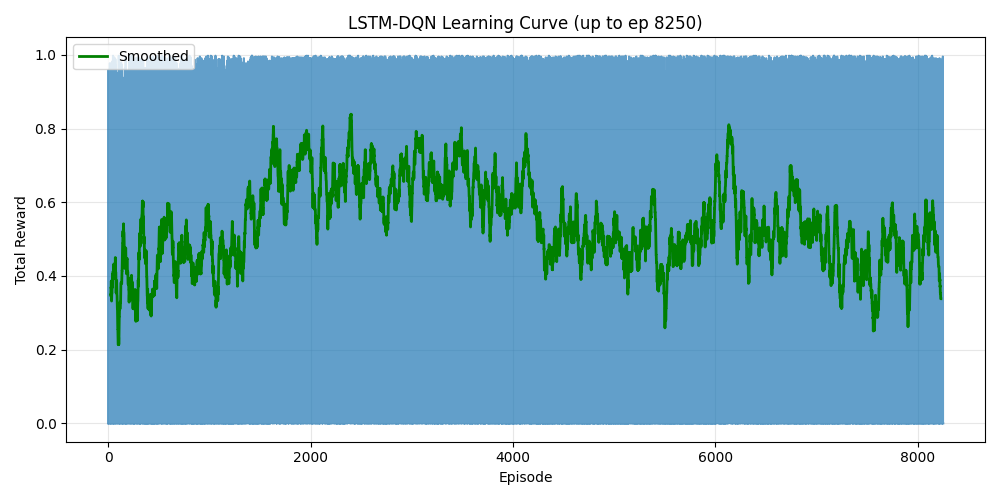 LSTM-DQN Learning Curve (up to ep 8250)
Smoothed
Total Reward
1.0
0.8
0.6
0.4
0.2
0.0
0 2000 4000 6000 8000
Episode